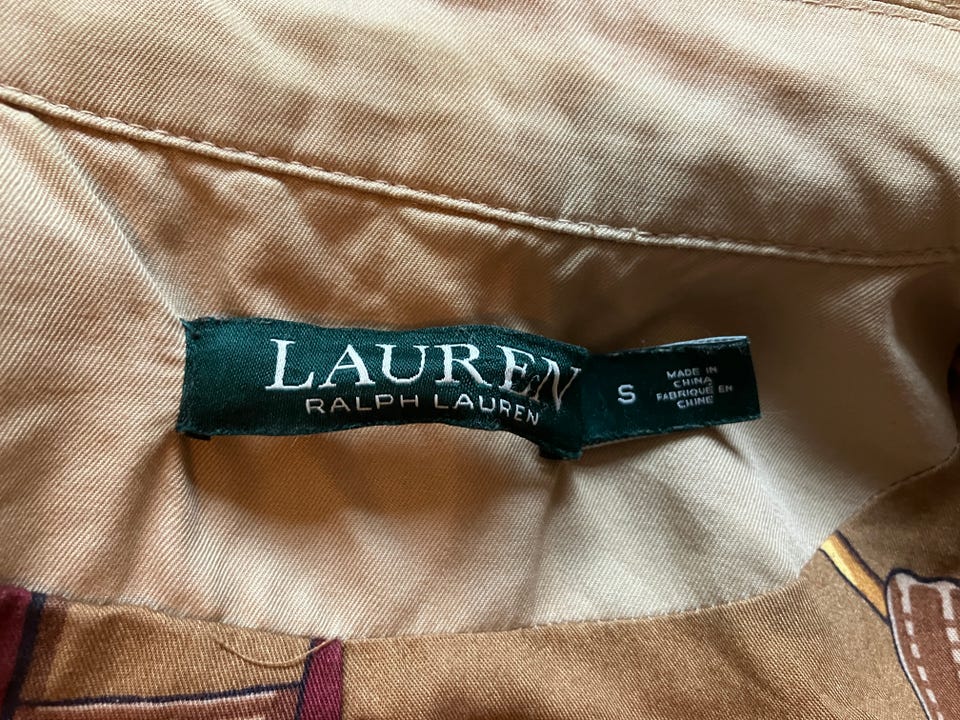 LAUREN
RALPH LAUREN
S
MADE IN
CHINA
FABRIQUÉ EN
CHINE